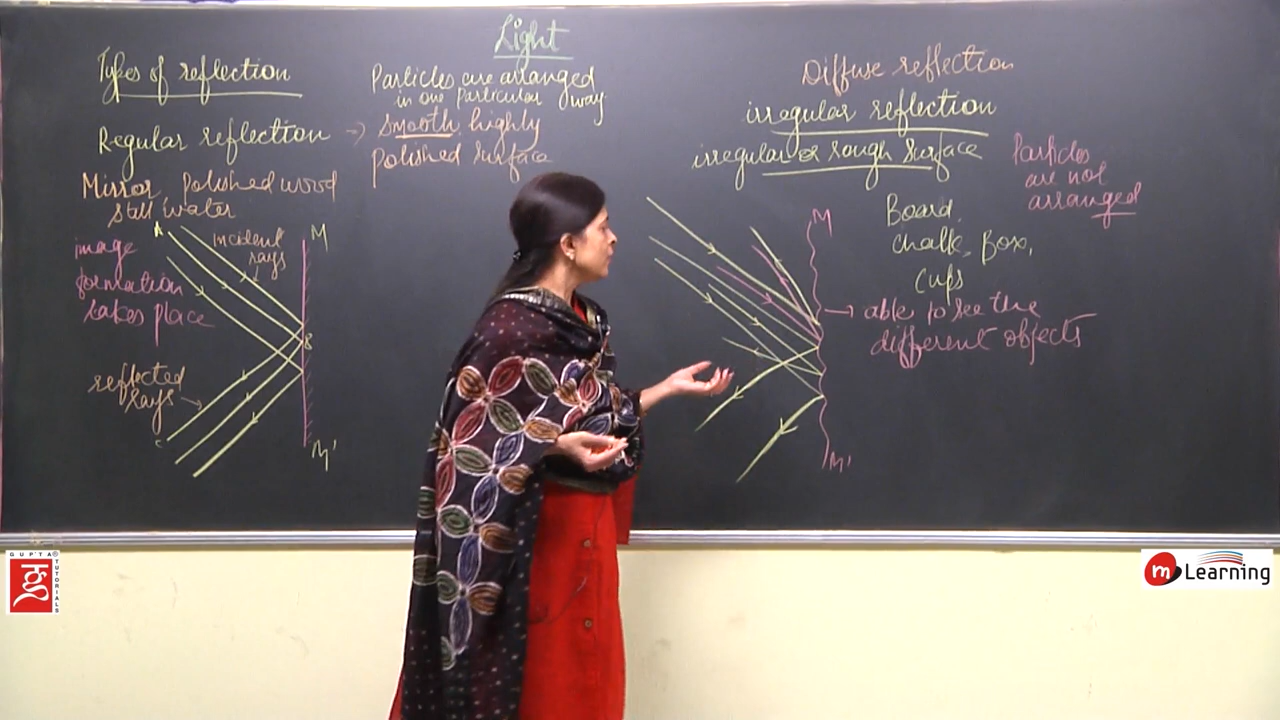 Light
Types of reflection
Regular reflection →
Particles are arranged
in one particular way
Smooth, highly
polished surface
Mirror, Polished wood
still water
image
formation
takes place
A
incident
rays
M
B
reflected
rays
C
M'
Diffuse reflection
irregular reflection
irregular or rough surface
Particles
are not
arranged
Board,
chalk, Box,
cups
M
→ able to see the
different objects
M'
GUPTA®
TUTORIALS
m Learning